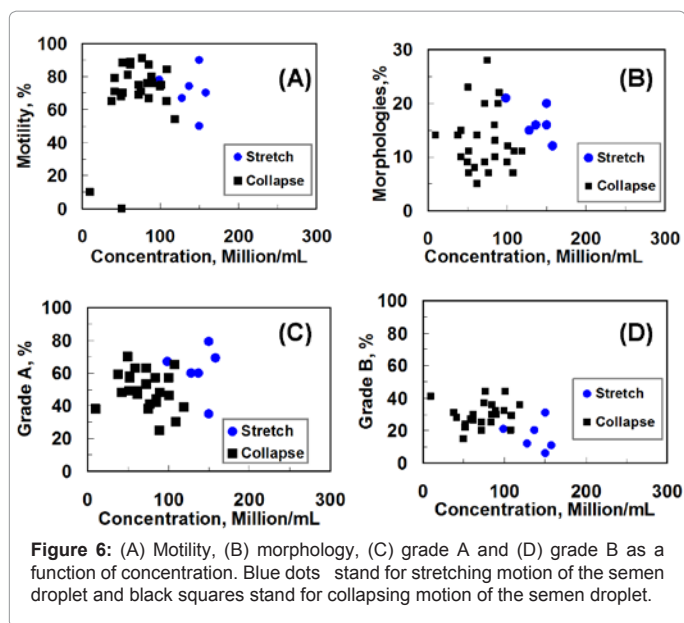 100
80
60
40
20
0
Motility, %
(A)
Stretch
Collapse
0 100 200 300
Concentration, Million/mL
30
20
10
0
Morphologies,%
(B)
Stretch
Collapse
0 100 200 300
Concentration, Million/mL
100
80
60
40
20
0
Grade A, %
(C)
Stretch
Collapse
0 100 200 300
Concentration, Million/mL
100
80
60
40
20
0
Grade B, %
(D)
Stretch
Collapse
0 100 200 300
Concentration, Million/mL
Figure 6: (A) Motility, (B) morphology, (C) grade A and (D) grade B as a
function of concentration. Blue dots stand for stretching motion of the semen
droplet and black squares stand for collapsing motion of the semen droplet.